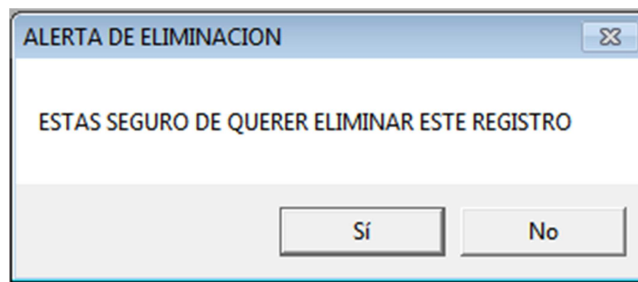 ALERTA DE ELIMINACION
ESTAS SEGURO DE QUERER ELIMINAR ESTE REGISTRO
Sí No